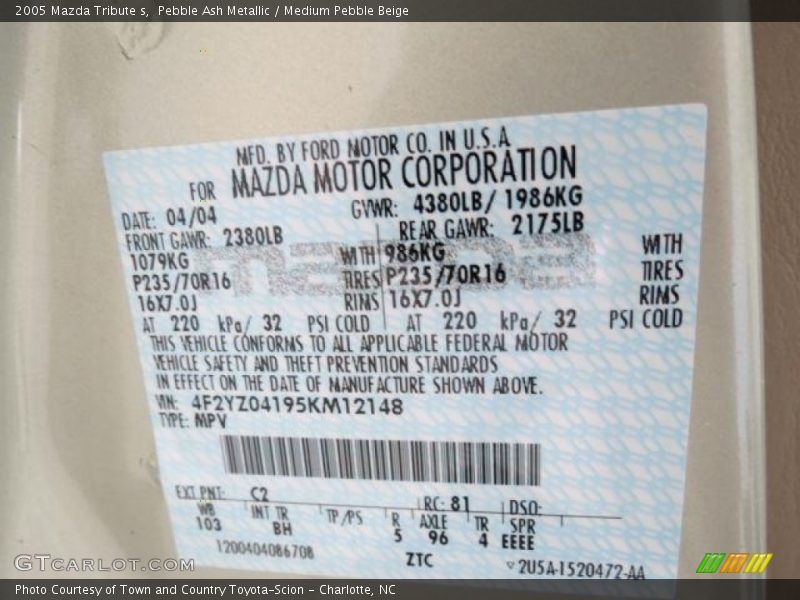 2005 Mazda Tribute s, Pebble Ash Metallic / Medium Pebble Beige
MFD. BY FORD MOTOR CO. IN U.S.A
FOR MAZDA MOTOR CORPORATION
DATE: 04/04 GVWR: 4380LB/ 1986KG
FRONT GAWR: 2380LB REAR GAWR: 2175LB
1079KG WITH 986KG WITH
P235/70R16 TIRES P235/70R16 TIRES
16X7.0J RIMS 16X7.0J RIMS
AT 220 kPa/ 32 PSI COLD AT 220 kPa/ 32 PSI COLD
THIS VEHICLE CONFORMS TO ALL APPLICABLE FEDERAL MOTOR
VEHICLE SAFETY AND THEFT PREVENTION STANDARDS
IN EFFECT ON THE DATE OF MANUFACTURE SHOWN ABOVE.
VIN: 4F2YZ04195KM12148
TYPE: MPV
EXT PNT: C2 RC: 81 DSO:
WB INT TR TP/PS R AXLE TR SPR
103 BH 5 96 4 EEEE
1200404086708 ZTC 2U5A-1520472-AA
GTCARLOT.COM
Photo Courtesy of Town and Country Toyota-Scion - Charlotte, NC